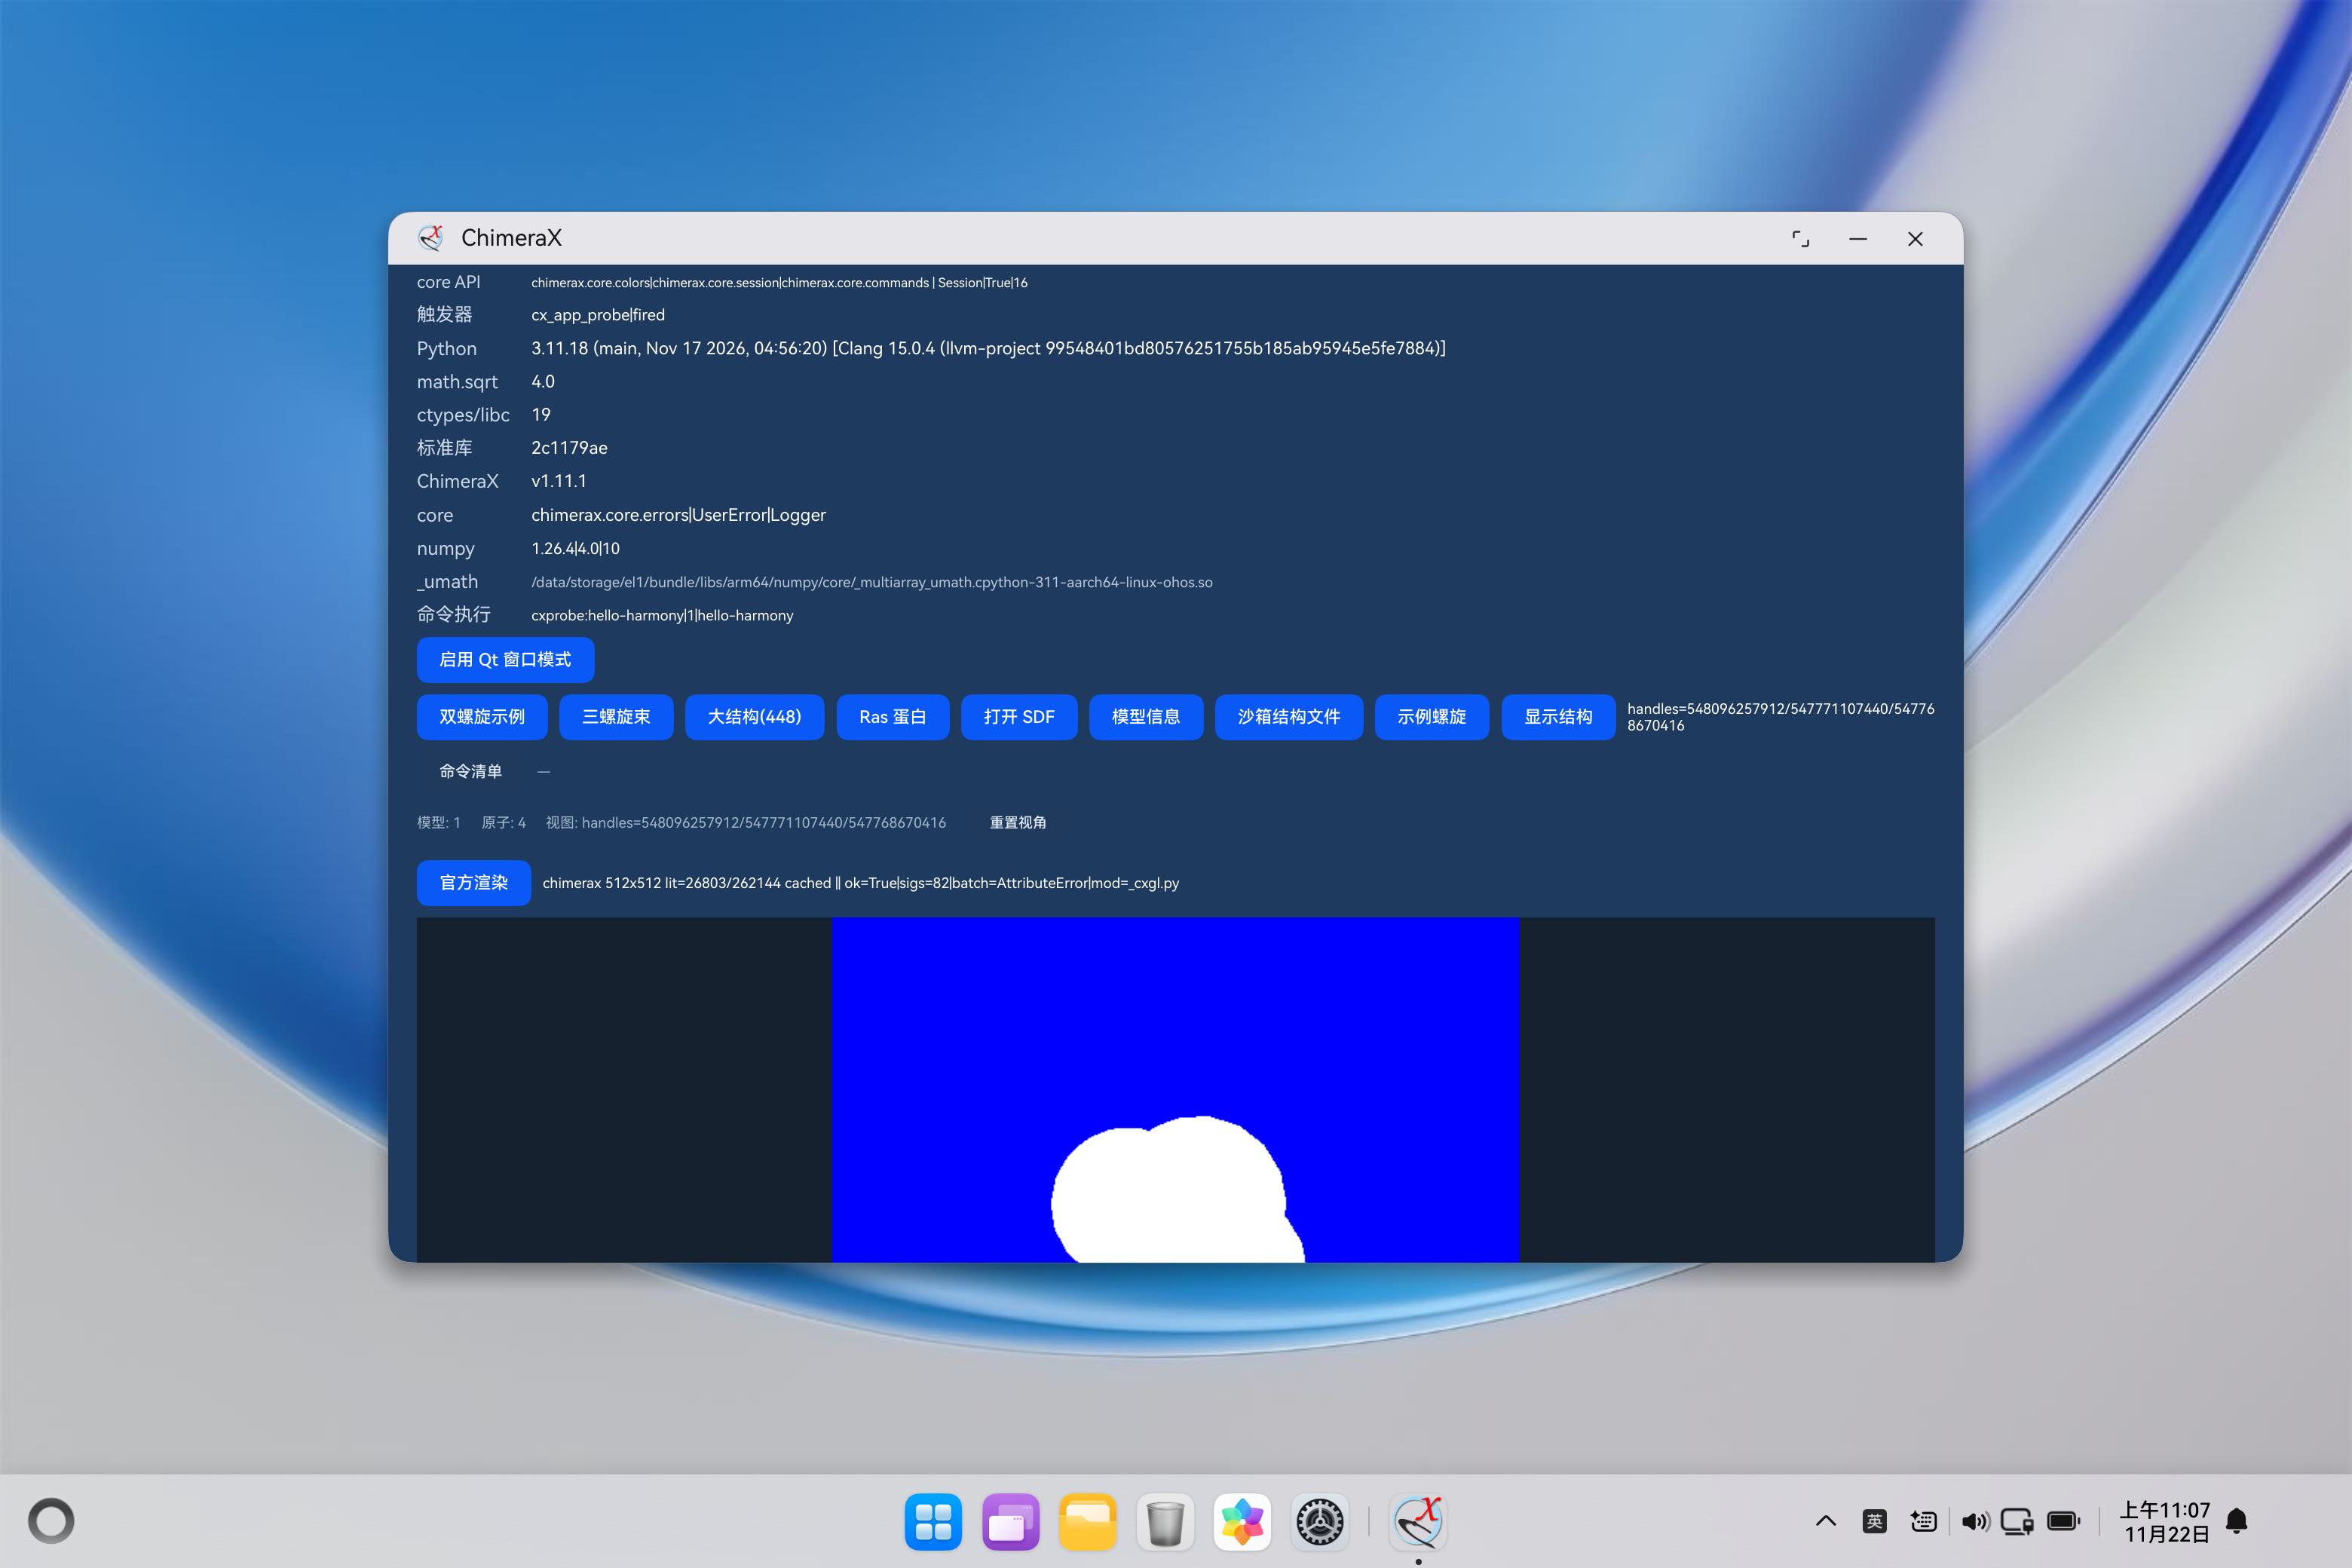 ChimeraX
core API chimerax.core.colors|chimerax.core.session|chimerax.core.commands | Session|True|16
触发器 cx_app_probe|fired
Python 3.11.18 (main, Nov 17 2026, 04:56:20) [Clang 15.0.4 (llvm-project 99548401bd80576251755b185ab95945e5fe7884)]
math.sqrt 4.0
ctypes/libc 19
标准库 2c1179ae
ChimeraX v1.11.1
core chimerax.core.errors|UserError|Logger
numpy 1.26.4|4.0|10
_umath /data/storage/el1/bundle/libs/arm64/numpy/core/_multiarray_umath.cpython-311-aarch64-linux-ohos.so
命令执行 cxprobe:hello-harmony|1|hello-harmony
启用 Qt 窗口模式
双螺旋示例 三螺旋束 大结构(448) Ras 蛋白 打开 SDF 模型信息 沙箱结构文件 示例螺旋 显示结构 handles=548096257912/547771107440/54776
8670416
命令清单 —
模型: 1 原子: 4 视图: handles=548096257912/547771107440/547768670416 重置视角
官方渲染 chimerax 512x512 lit=26803/262144 cached || ok=True|sigs=82|batch=AttributeError|mod=_cxgl.py
英
上午11:07
11月22日